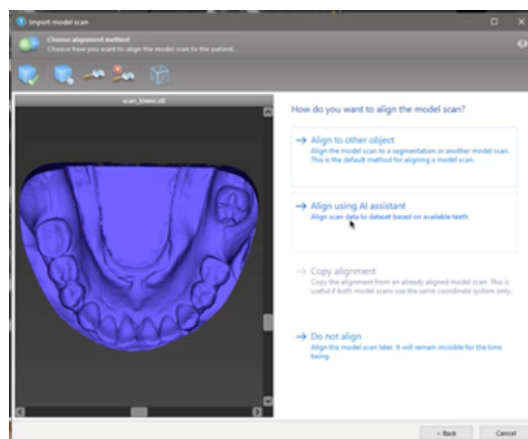 Import model scan
Choose alignment method
Choose how you want to align the model scan to the patient.
scan_lower.stl
How do you want to align the model scan?
Align to other object
Align the model scan to a segmentation or another model scan.
This is the default method for aligning a model scan.
Align using AI assistant
Align scan data to dataset based on available teeth
Copy alignment
Copy the alignment from an already aligned model scan. This is
useful if both model scans use the same coordinate system only.
Do not align
Align the model scan later. It will remain invisible for the time
being.
< Back
Cancel